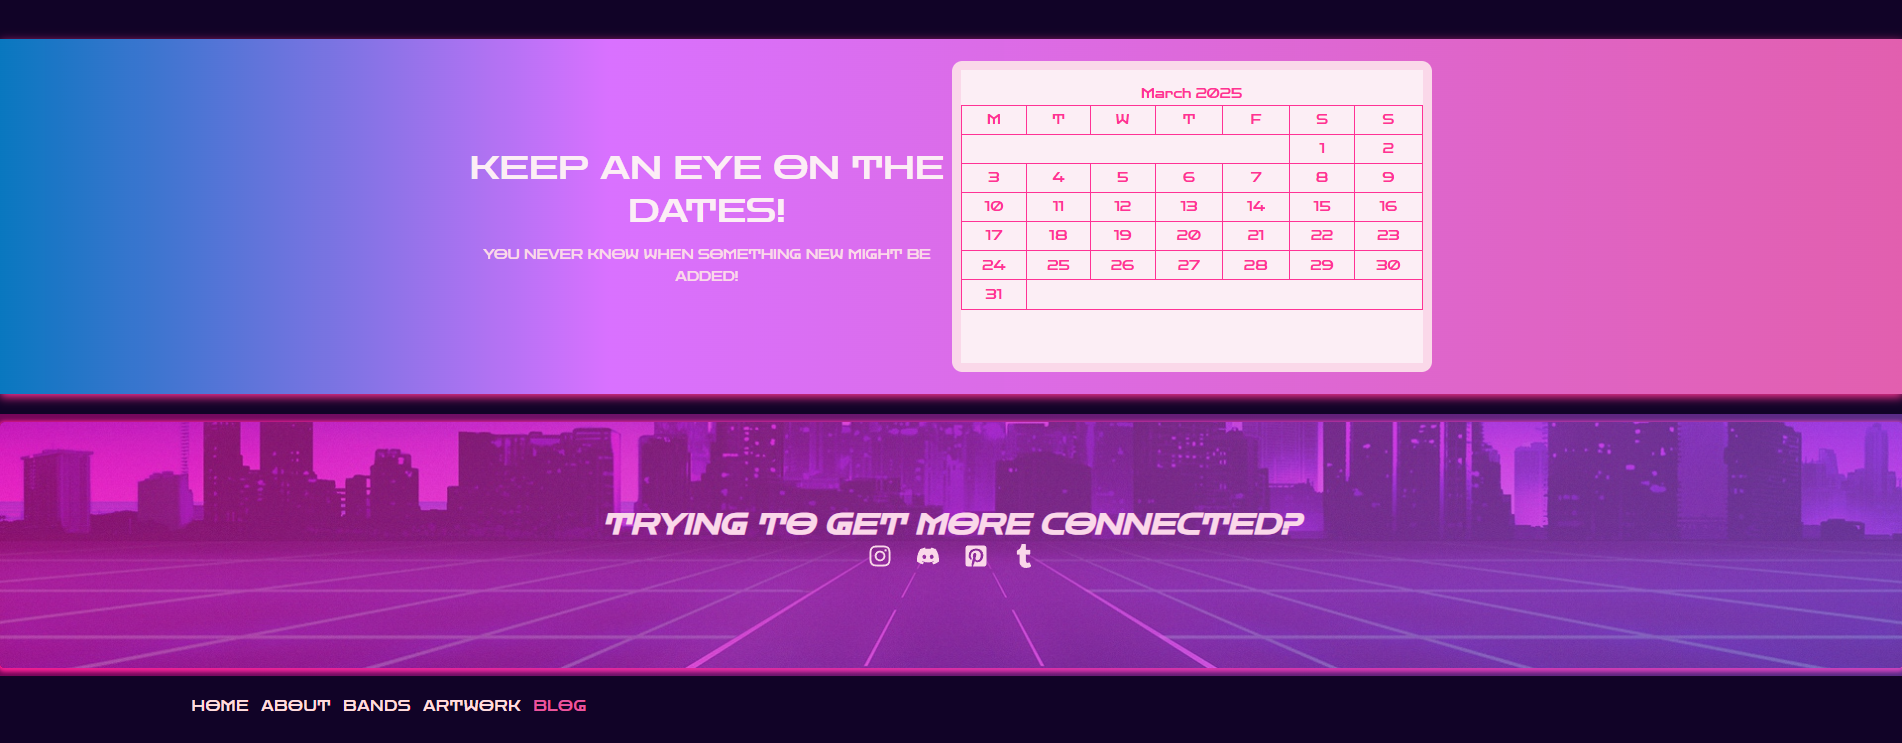 KEEP AN EYE ON THE
DATES!
YOU NEVER KNOW WHEN SOMETHING NEW MIGHT BE
ADDED!
March 2025
M T W T F S S
1 2
3 4 5 6 7 8 9
10 11 12 13 14 15 16
17 18 19 20 21 22 23
24 25 26 27 28 29 30
31
TRYING TO GET MORE CONNECTED?
HOME ABOUT BANDS ARTWORK BLOG